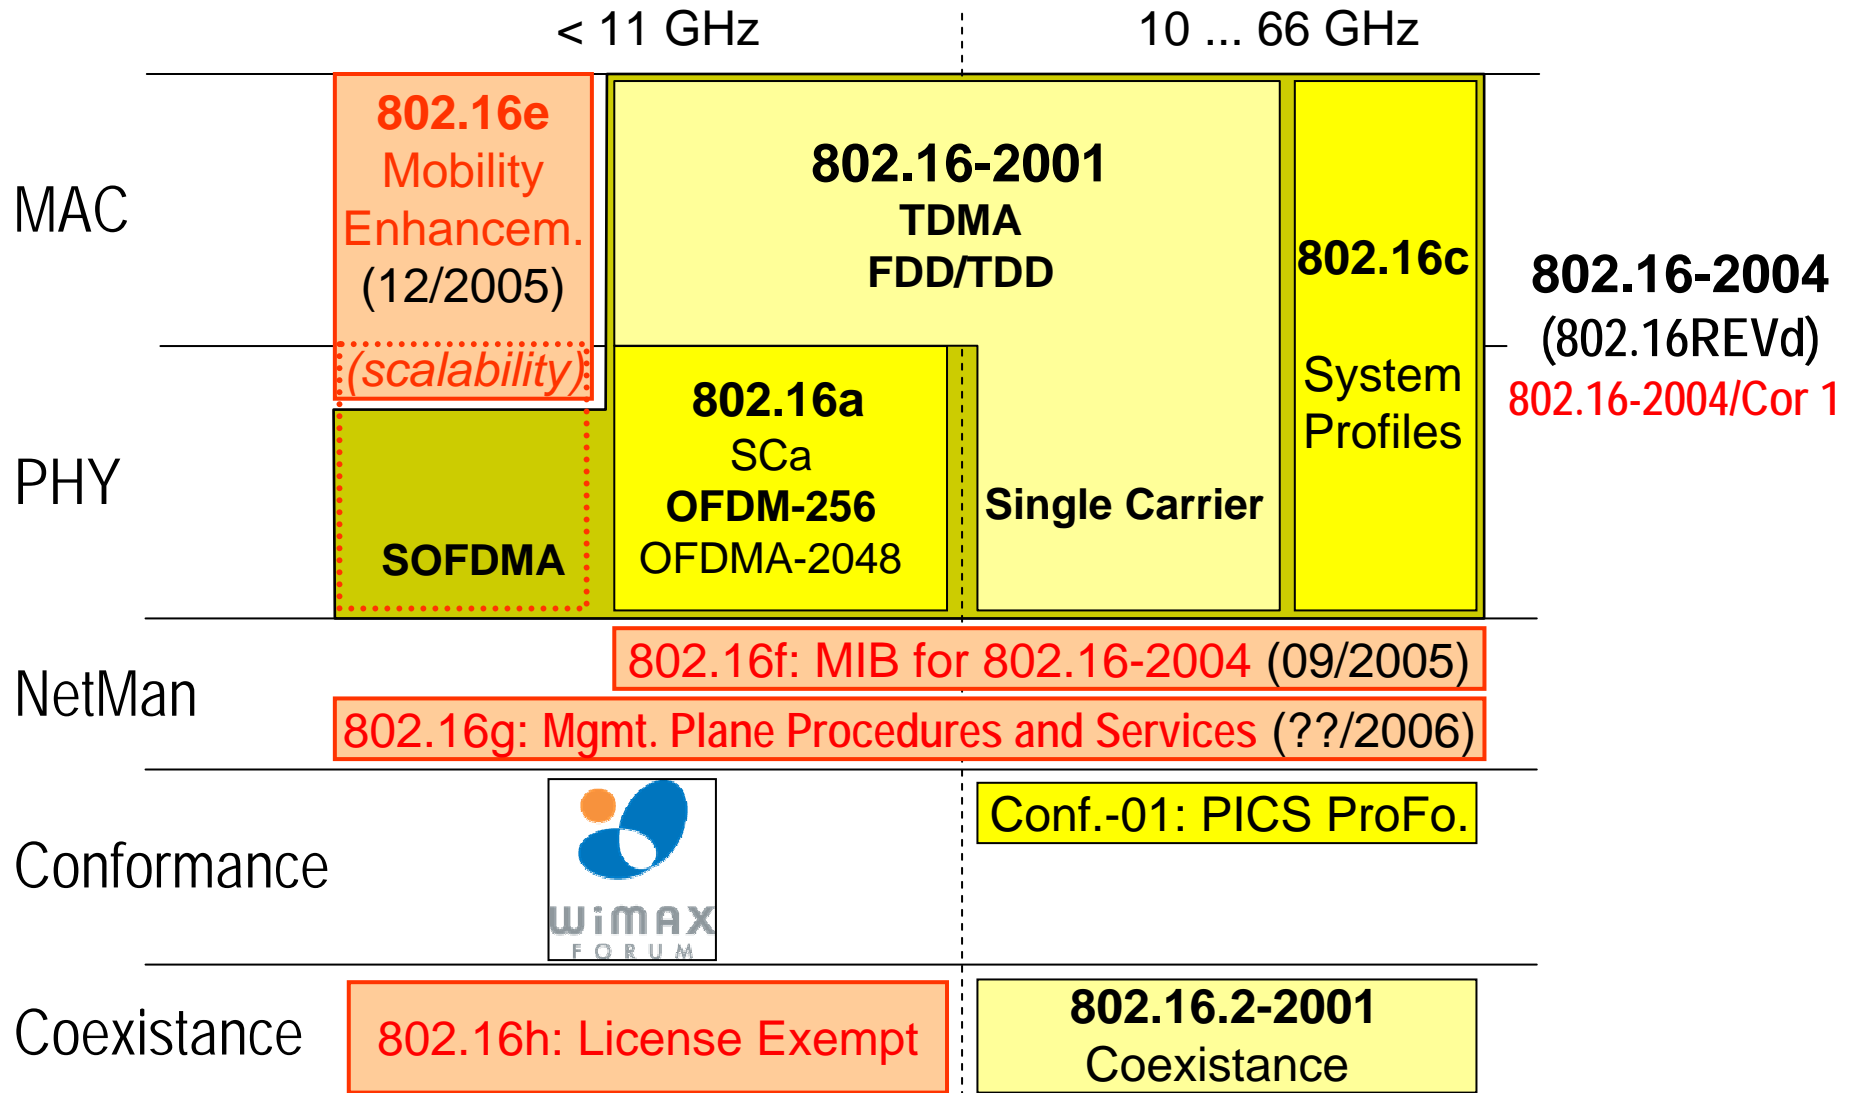 < 11 GHz
10 ... 66 GHz
MAC
802.16e
Mobility
Enhancem.
(12/2005)
(scalability)
802.16-2001
TDMA
FDD/TDD
802.16c
System
Profiles
802.16-2004
(802.16REVd)
802.16-2004/Cor 1
PHY
SOFDMA
802.16a
SCa
OFDM-256
OFDMA-2048
Single Carrier
NetMan
802.16f: MIB for 802.16-2004 (09/2005)
802.16g: Mgmt. Plane Procedures and Services (??/2006)
Conformance
WiMAX
FORUM
Conf.-01: PICS ProFo.
Coexistance
802.16h: License Exempt
802.16.2-2001
Coexistance